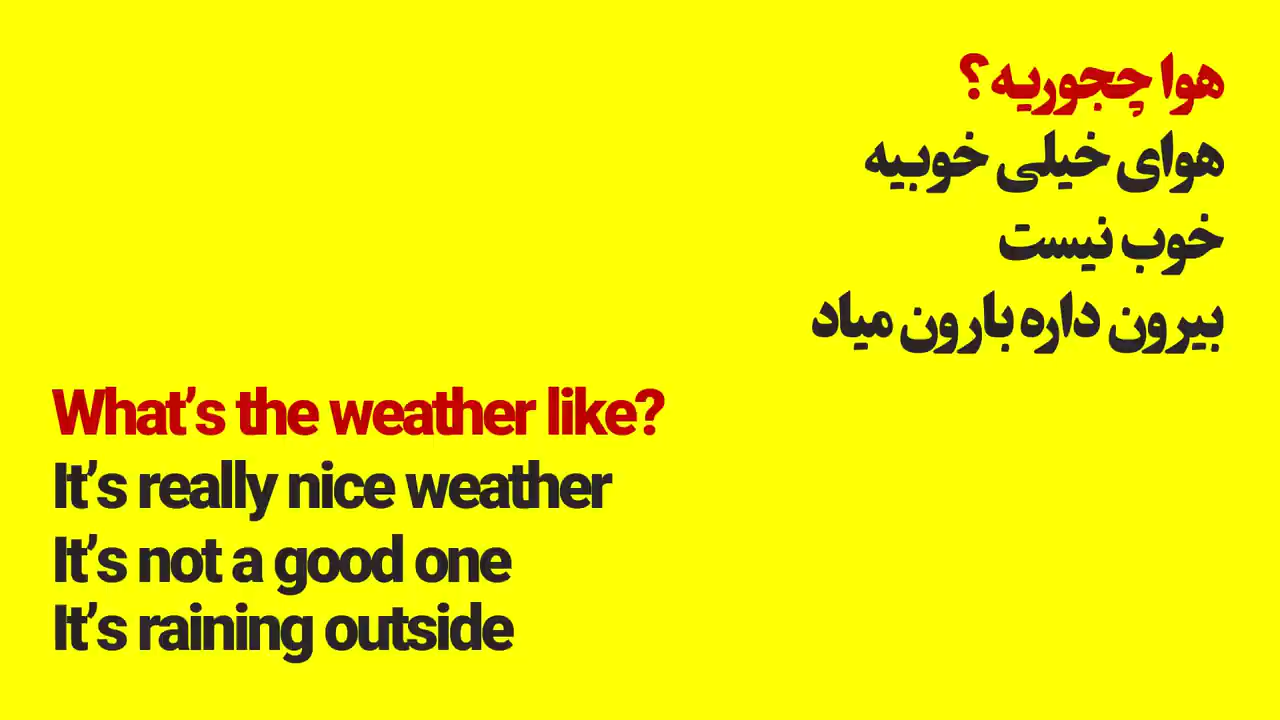 هوا چجوریه ؟
هوای خیلی خوبیه
خوب نیست
بیرون داره بارون میاد
What’s the weather like?
It’s really nice weather
It’s not a good one
It’s raining outside